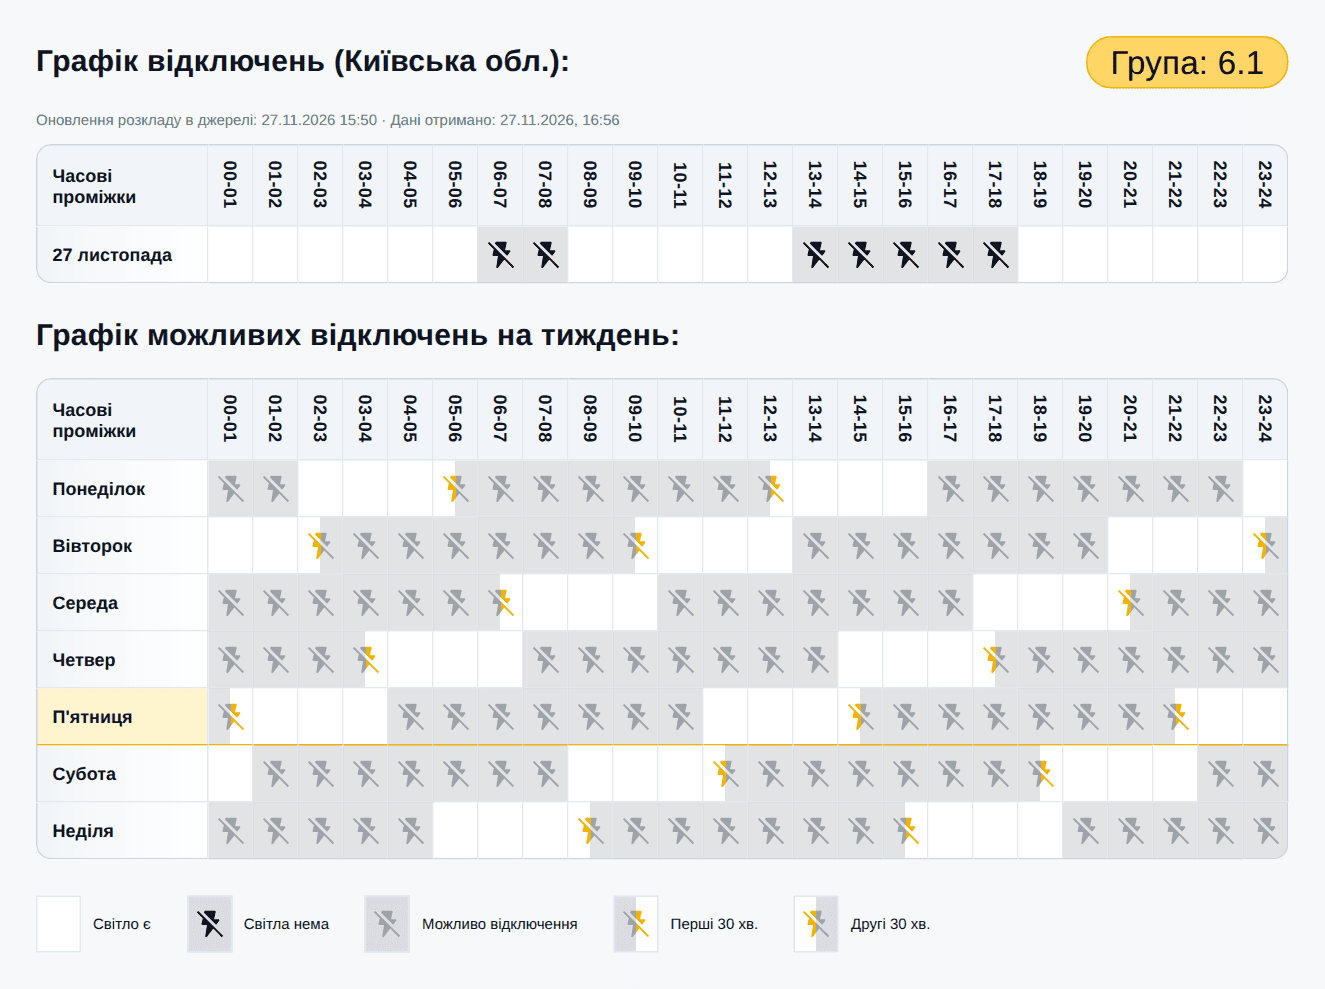 Графік відключень (Київська обл.):
Група: 6.1
Оновлення розкладу в джерелі: 27.11.2026 15:50 · Дані отримано: 27.11.2026, 16:56
Часові проміжки 00-01 01-02 02-03 03-04 04-05 05-06 06-07 07-08 08-09 09-10 10-11 11-12 12-13 13-14 14-15 15-16 16-17 17-18 18-19 19-20 20-21 21-22 22-23 23-24
27 листопада
Графік можливих відключень на тиждень:
Часові проміжки 00-01 01-02 02-03 03-04 04-05 05-06 06-07 07-08 08-09 09-10 10-11 11-12 12-13 13-14 14-15 15-16 16-17 17-18 18-19 19-20 20-21 21-22 22-23 23-24
Понеділок
Вівторок
Середа
Четвер
П'ятниця
Субота
Неділя
Світло є Світла нема Можливо відключення Перші 30 хв. Другі 30 хв.